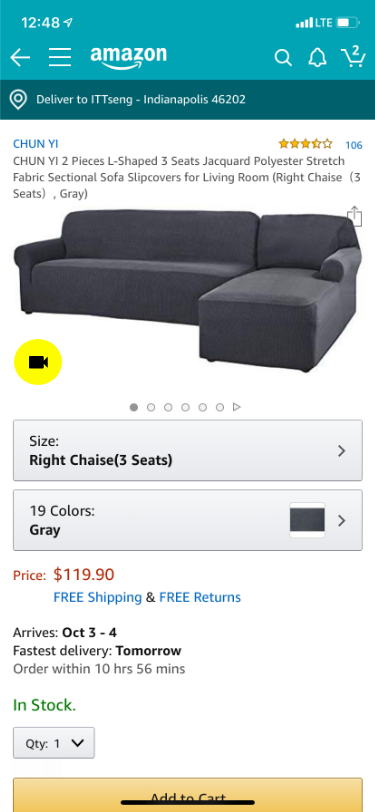 12:48
LTE
amazon
2
Deliver to ITTseng - Indianapolis 46202
CHUN YI
106
CHUN YI 2 Pieces L-Shaped 3 Seats Jacquard Polyester Stretch
Fabric Sectional Sofa Slipcovers for Living Room (Right Chaise（3
Seats）, Gray)
Size:
Right Chaise(3 Seats)
19 Colors:
Gray
Price: $119.90
FREE Shipping & FREE Returns
Arrives: Oct 3 - 4
Fastest delivery: Tomorrow
Order within 10 hrs 56 mins
In Stock.
Qty: 1
Add to Cart